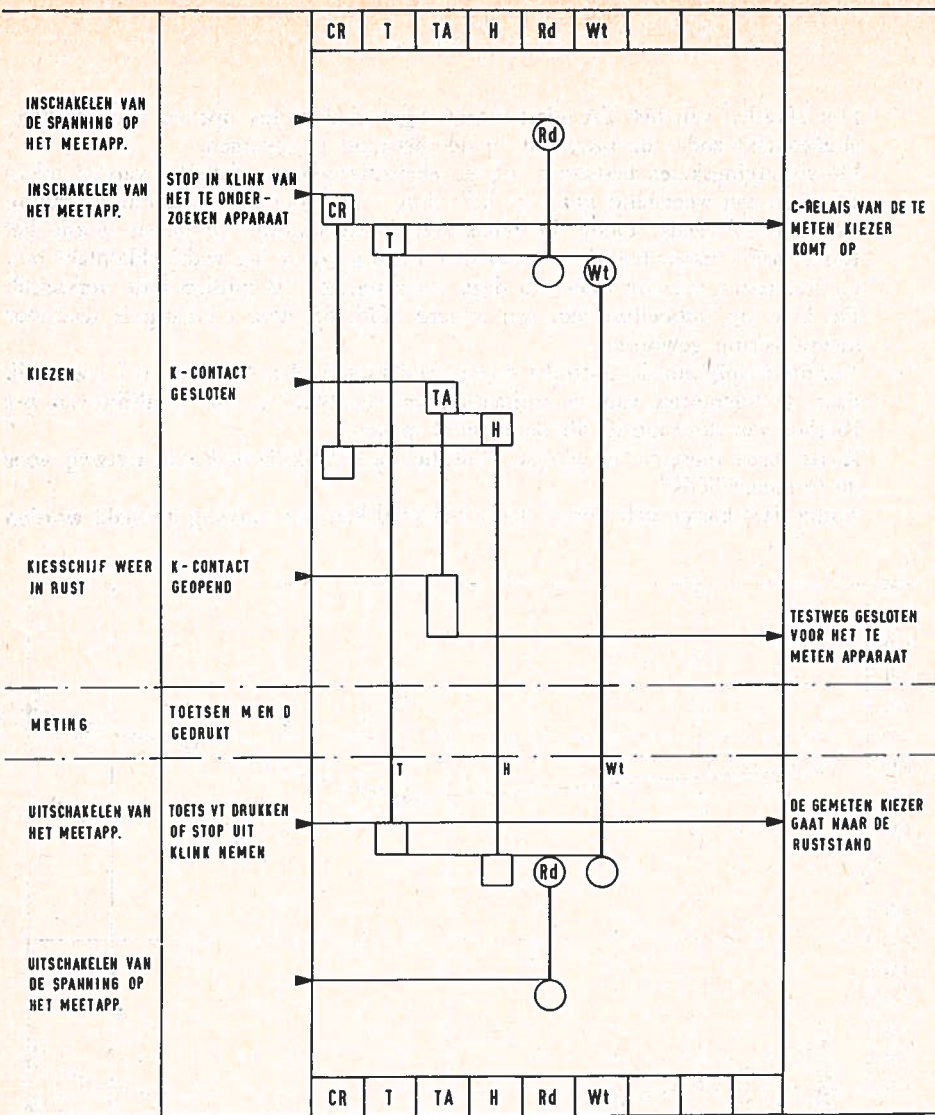 CR T TA H Rd Wt
INSCHAKELEN VAN
DE SPANNING OP
HET MEETAPP.
Rd
INSCHAKELEN VAN
HET MEETAPP.
STOP IN KLINK VAN
HET TE ONDER-
ZOEKEN APPARAAT
CR
T
Wt
C-RELAIS VAN DE TE
METEN KIEZER
KOMT OP
KIEZEN
K-CONTACT
GESLOTEN
TA
H
KIESSCHIJF WEER
IN RUST
K-CONTACT
GEOPEND
TESTWEG GESLOTEN
VOOR HET TE
METEN APPARAAT
METING
TOETSEN M EN D
GEDRUKT
T H Wt
UITSCHAKELEN VAN
HET MEETAPP.
TOETS VT DRUKKEN
OF STOP UIT
KLINK NEMEN
DE GEMETEN KIEZER
GAAT NAAR DE
RUSTSTAND
Rd
UITSCHAKELEN VAN
DE SPANNING OP
HET MEETAPP.
CR T TA H Rd Wt